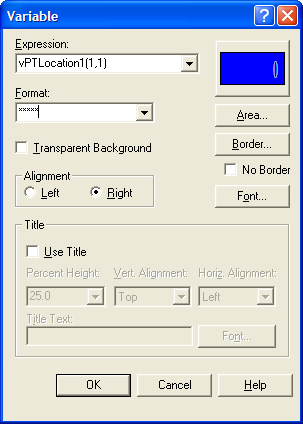 Variable
Expression:
vPTLocation1(1,1)
0
Format:
*****
Area...
Transparent Background
Border...
No Border
Alignment
Left
Right
Font...
Title
Use Title
Percent Height:
Vert. Alignment:
Horiz. Alignment:
25.0
Top
Left
Title Text:
Font...
OK
Cancel
Help